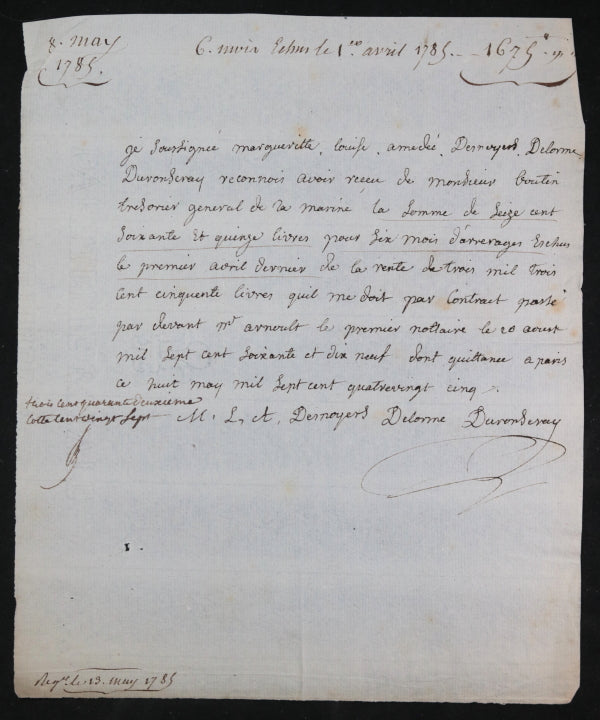 8. may
1785.
6. mois Echus le 1er avril 1785. - - 1675#
je soussignée margueritte, louise, amedé, Desnoyers, Delorme
Duronseray reconnois avoir reçeu de monsieur boutin
tresorier general de la marine la somme de seize cent
soixante Et quinze livres pour six mois d'arrerages Eschus
le premier avril dernier de la rente de trois mil trois
cent cinquente livres quil me doit par Contract passé
par devant mr arnoult le premier nottaire le 20 aoust
mil sept cent soixante et dix neuf dont quittance a paris
ce huit may mil sept cent quatrevingt cinq.
trois cent quarante deuxieme
Cotte cent vingt sept
M. L. A. Desnoyers Delorme Duronseray
le 13. may 1785